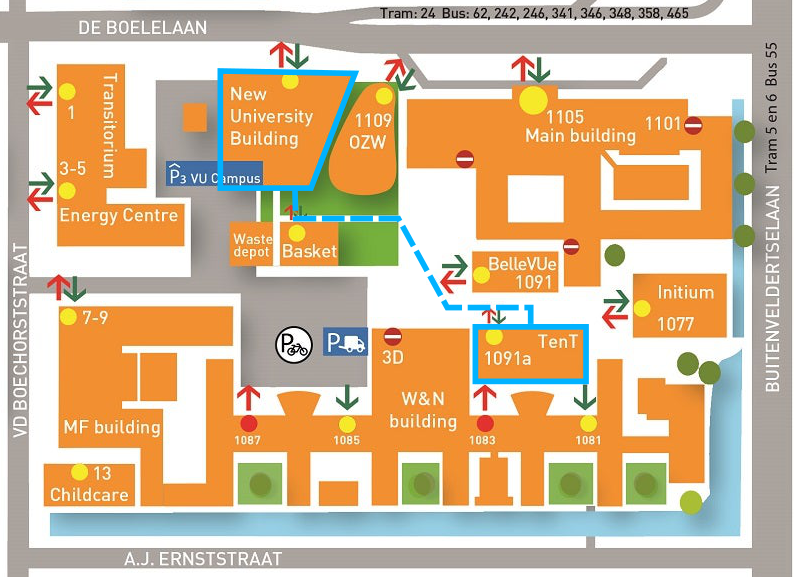 Tram: 24 Bus: 62, 242, 246, 341, 346, 348, 358, 465
DE BOELELAAN
Tram 5 en 6 Bus 55
BUITENVELDERTSELAAN
VD BOECHORSTSTRAAT
Transitorium
1
3-5
Energy Centre
New
University
Building
P3 VU Campus
1109
OZW
1105
Main building
1101
Waste
depot
Basket
BelleVUe
1091
Initium
1077
TenT
1091a
7-9
P
P
3D
W&N
building
MF building
1087
1085
1083
1081
13
Childcare
A.J. ERNSTSTRAAT